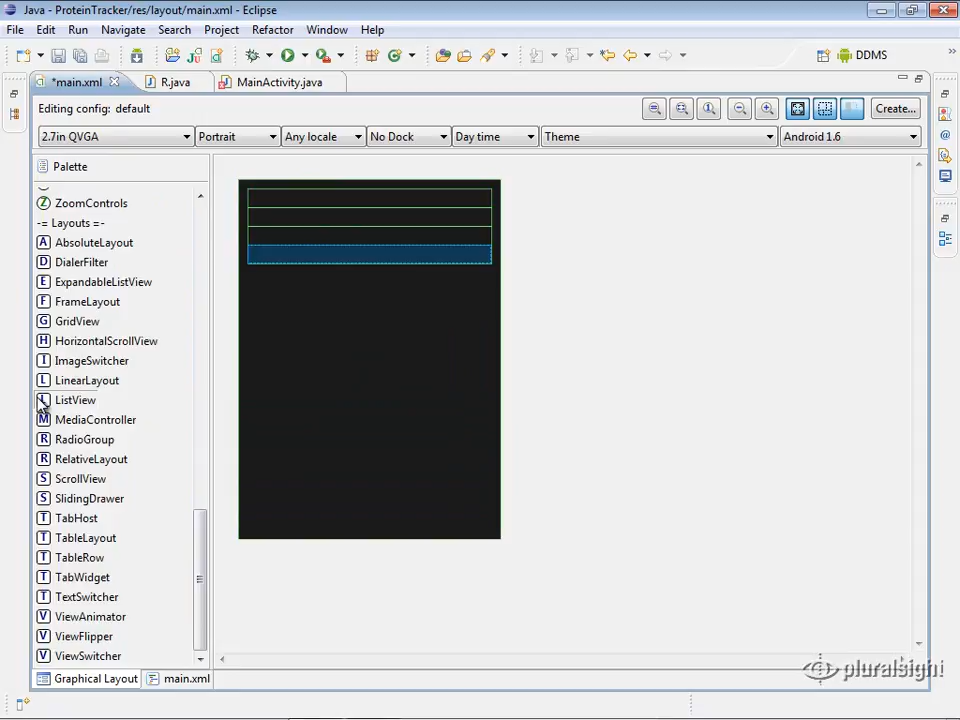 Java - ProteinTracker/res/layout/main.xml - Eclipse
File Edit Run Navigate Search Project Refactor Window Help
DDMS
*main.xml R.java MainActivity.java
Editing config: default
Create...
2.7in QVGA Portrait Any locale No Dock Day time Theme Android 1.6
Palette
Z ZoomControls
-= Layouts =-
A AbsoluteLayout
D DialerFilter
E ExpandableListView
F FrameLayout
G GridView
H HorizontalScrollView
I ImageSwitcher
L LinearLayout
L ListView
M MediaController
R RadioGroup
R RelativeLayout
S ScrollView
S SlidingDrawer
T TabHost
T TableLayout
T TableRow
T TabWidget
T TextSwitcher
V ViewAnimator
V ViewFlipper
V ViewSwitcher
Graphical Layout main.xml
pluralsight